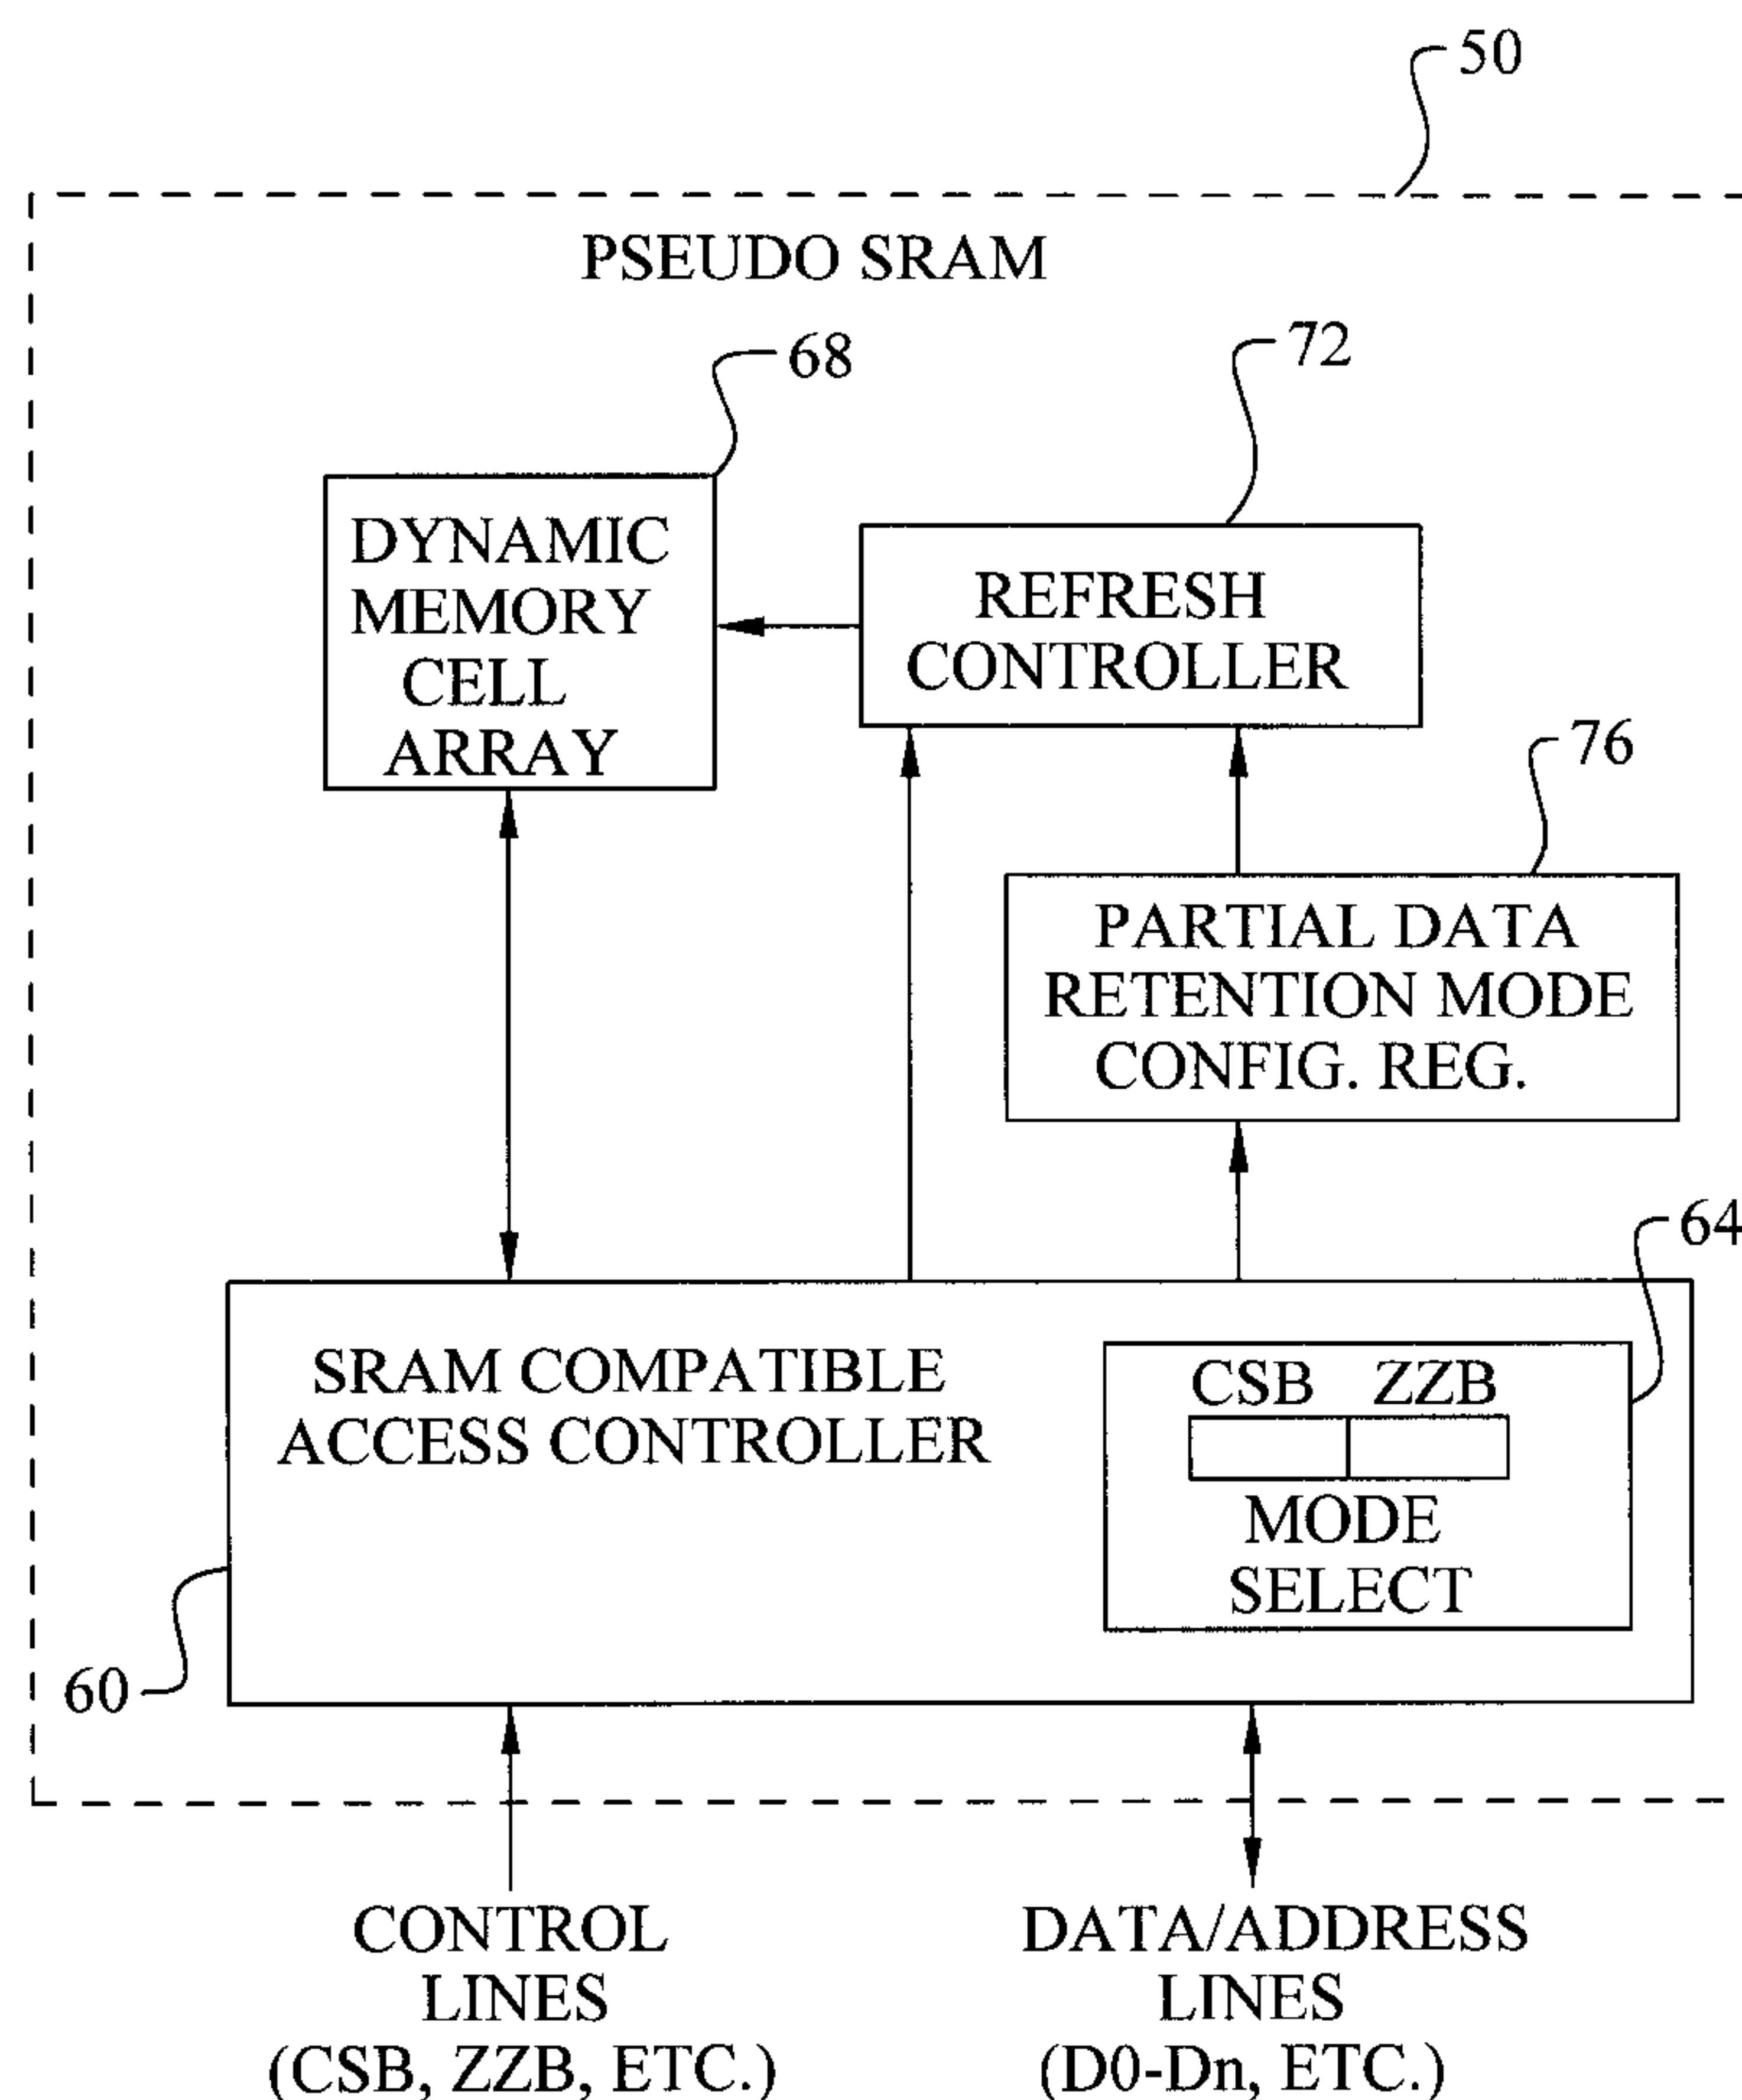 50
PSEUDO SRAM
68
72
DYNAMIC
MEMORY
CELL
ARRAY
REFRESH
CONTROLLER
76
PARTIAL DATA
RETENTION MODE
CONFIG. REG.
64
SRAM COMPATIBLE
ACCESS CONTROLLER
CSB ZZB
MODE
SELECT
60
CONTROL
LINES
(CSB, ZZB, ETC.)
DATA/ADDRESS
LINES
(D0-Dn, ETC.)